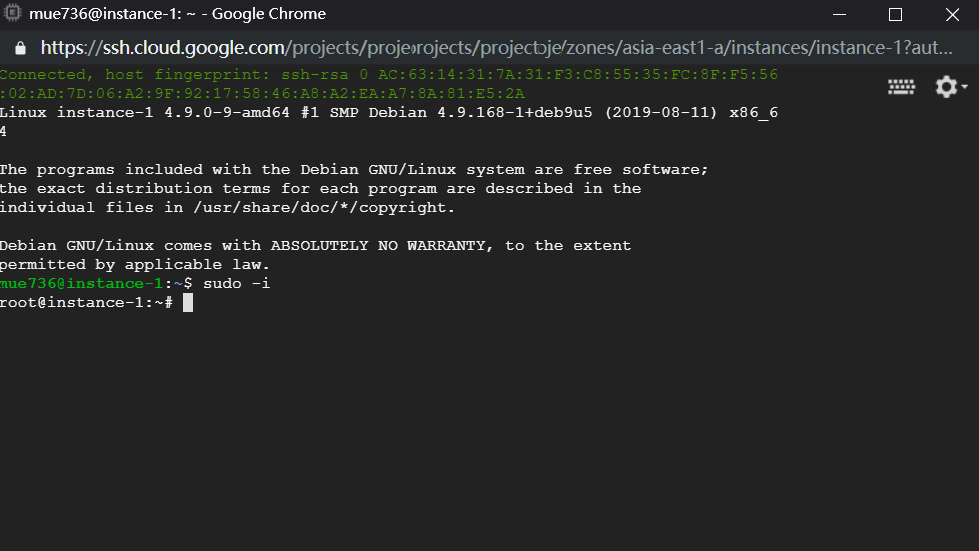 mue736@instance-1: ~ - Google Chrome
https://ssh.cloud.google.com/projects/zones/asia-east1-a/instances/instance-1?aut...
Connected, host fingerprint: ssh-rsa 0 AC:63:14:31:7A:31:F3:C8:55:35:FC:8F:F5:56
:02:AD:7D:06:A2:9F:92:17:58:46:A8:A2:EA:A7:8A:81:E5:2A
Linux instance-1 4.9.0-9-amd64 #1 SMP Debian 4.9.168-1+deb9u5 (2019-08-11) x86_6
4
The programs included with the Debian GNU/Linux system are free software;
the exact distribution terms for each program are described in the
individual files in /usr/share/doc/*/copyright.
Debian GNU/Linux comes with ABSOLUTELY NO WARRANTY, to the extent
permitted by applicable law.
mue736@instance-1:~$ sudo -i
root@instance-1:~#